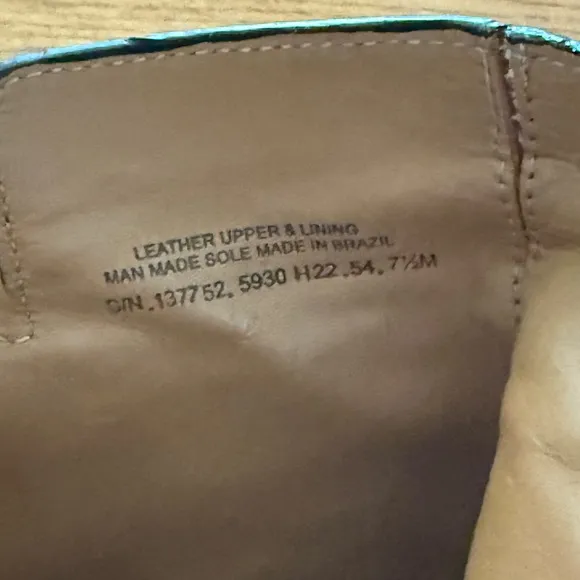 LEATHER UPPER & LINING
MAN MADE SOLE MADE IN BRAZIL
C/N.137752. 5930 H22.54. 7½M